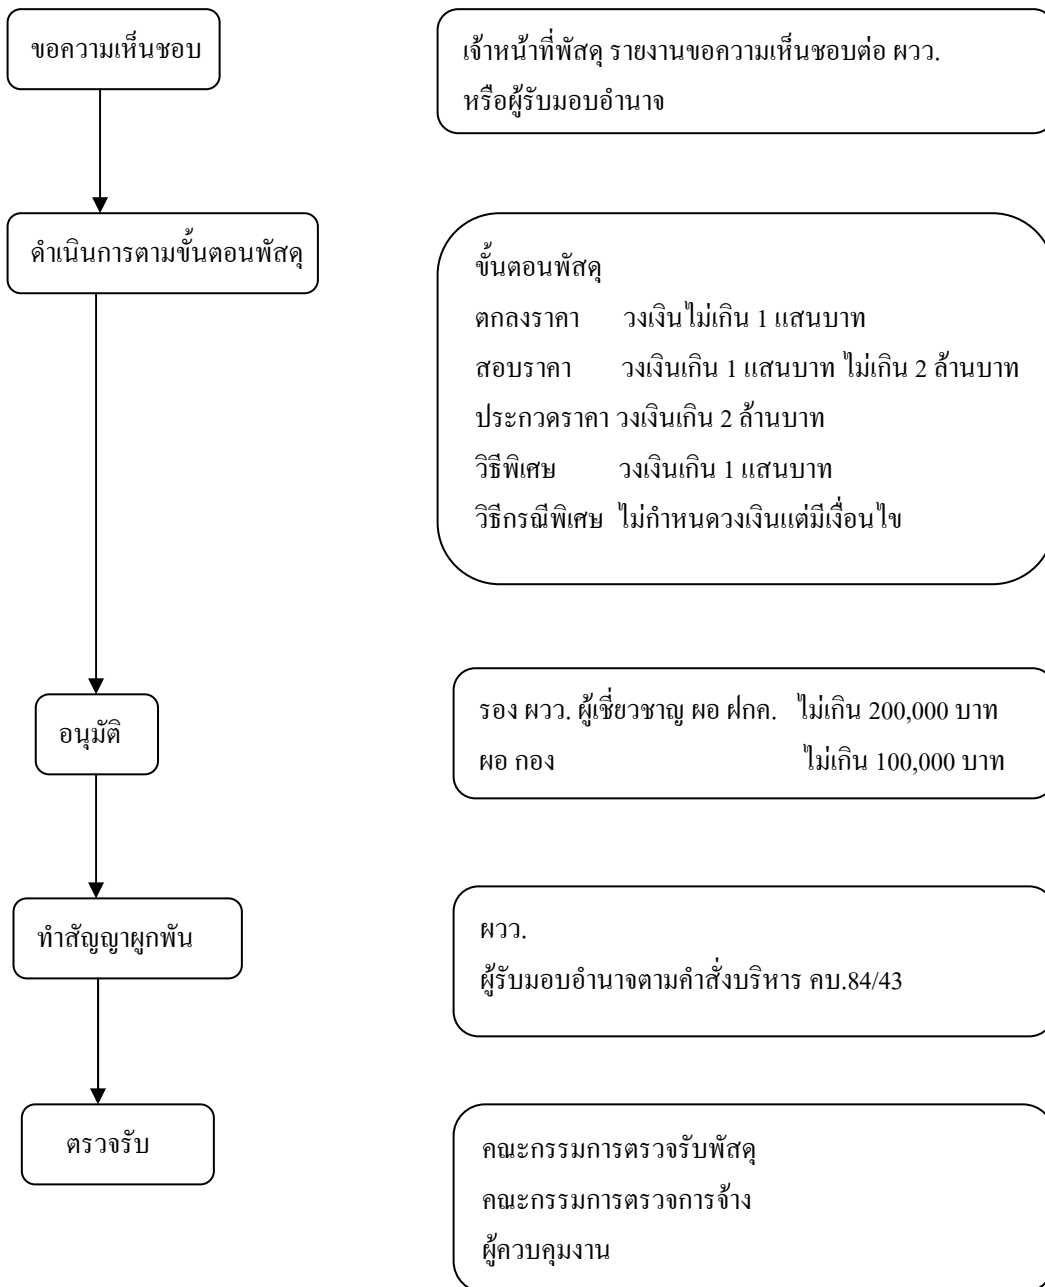 ขอความเห็นชอบ
เจ้าหน้าที่พัสดุ รายงานขอความเห็นชอบต่อ ผวว.
หรือผู้รับมอบอำนาจ
ดำเนินการตามขั้นตอนพัสดุ
ขั้นตอนพัสดุ
ตกลงราคา วงเงินไม่เกิน 1 แสนบาท
สอบราคา วงเงินเกิน 1 แสนบาท ไม่เกิน 2 ล้านบาท
ประกวดราคา วงเงินเกิน 2 ล้านบาท
วิธีพิเศษ วงเงินเกิน 1 แสนบาท
วิธีกรณีพิเศษ ไม่กำหนดวงเงินแต่มีเงื่อนไข
อนุมัติ
รอง ผวว. ผู้เชี่ยวชาญ ผอ ฝกค. ไม่เกิน 200,000 บาท
ผอ กอง ไม่เกิน 100,000 บาท
ทำสัญญาผูกพัน
ผวว.
ผู้รับมอบอำนาจตามคำสั่งบริหาร คบ.84/43
ตรวจรับ
คณะกรรมการตรวจรับพัสดุ
คณะกรรมการตรวจการจ้าง
ผู้ควบคุมงาน